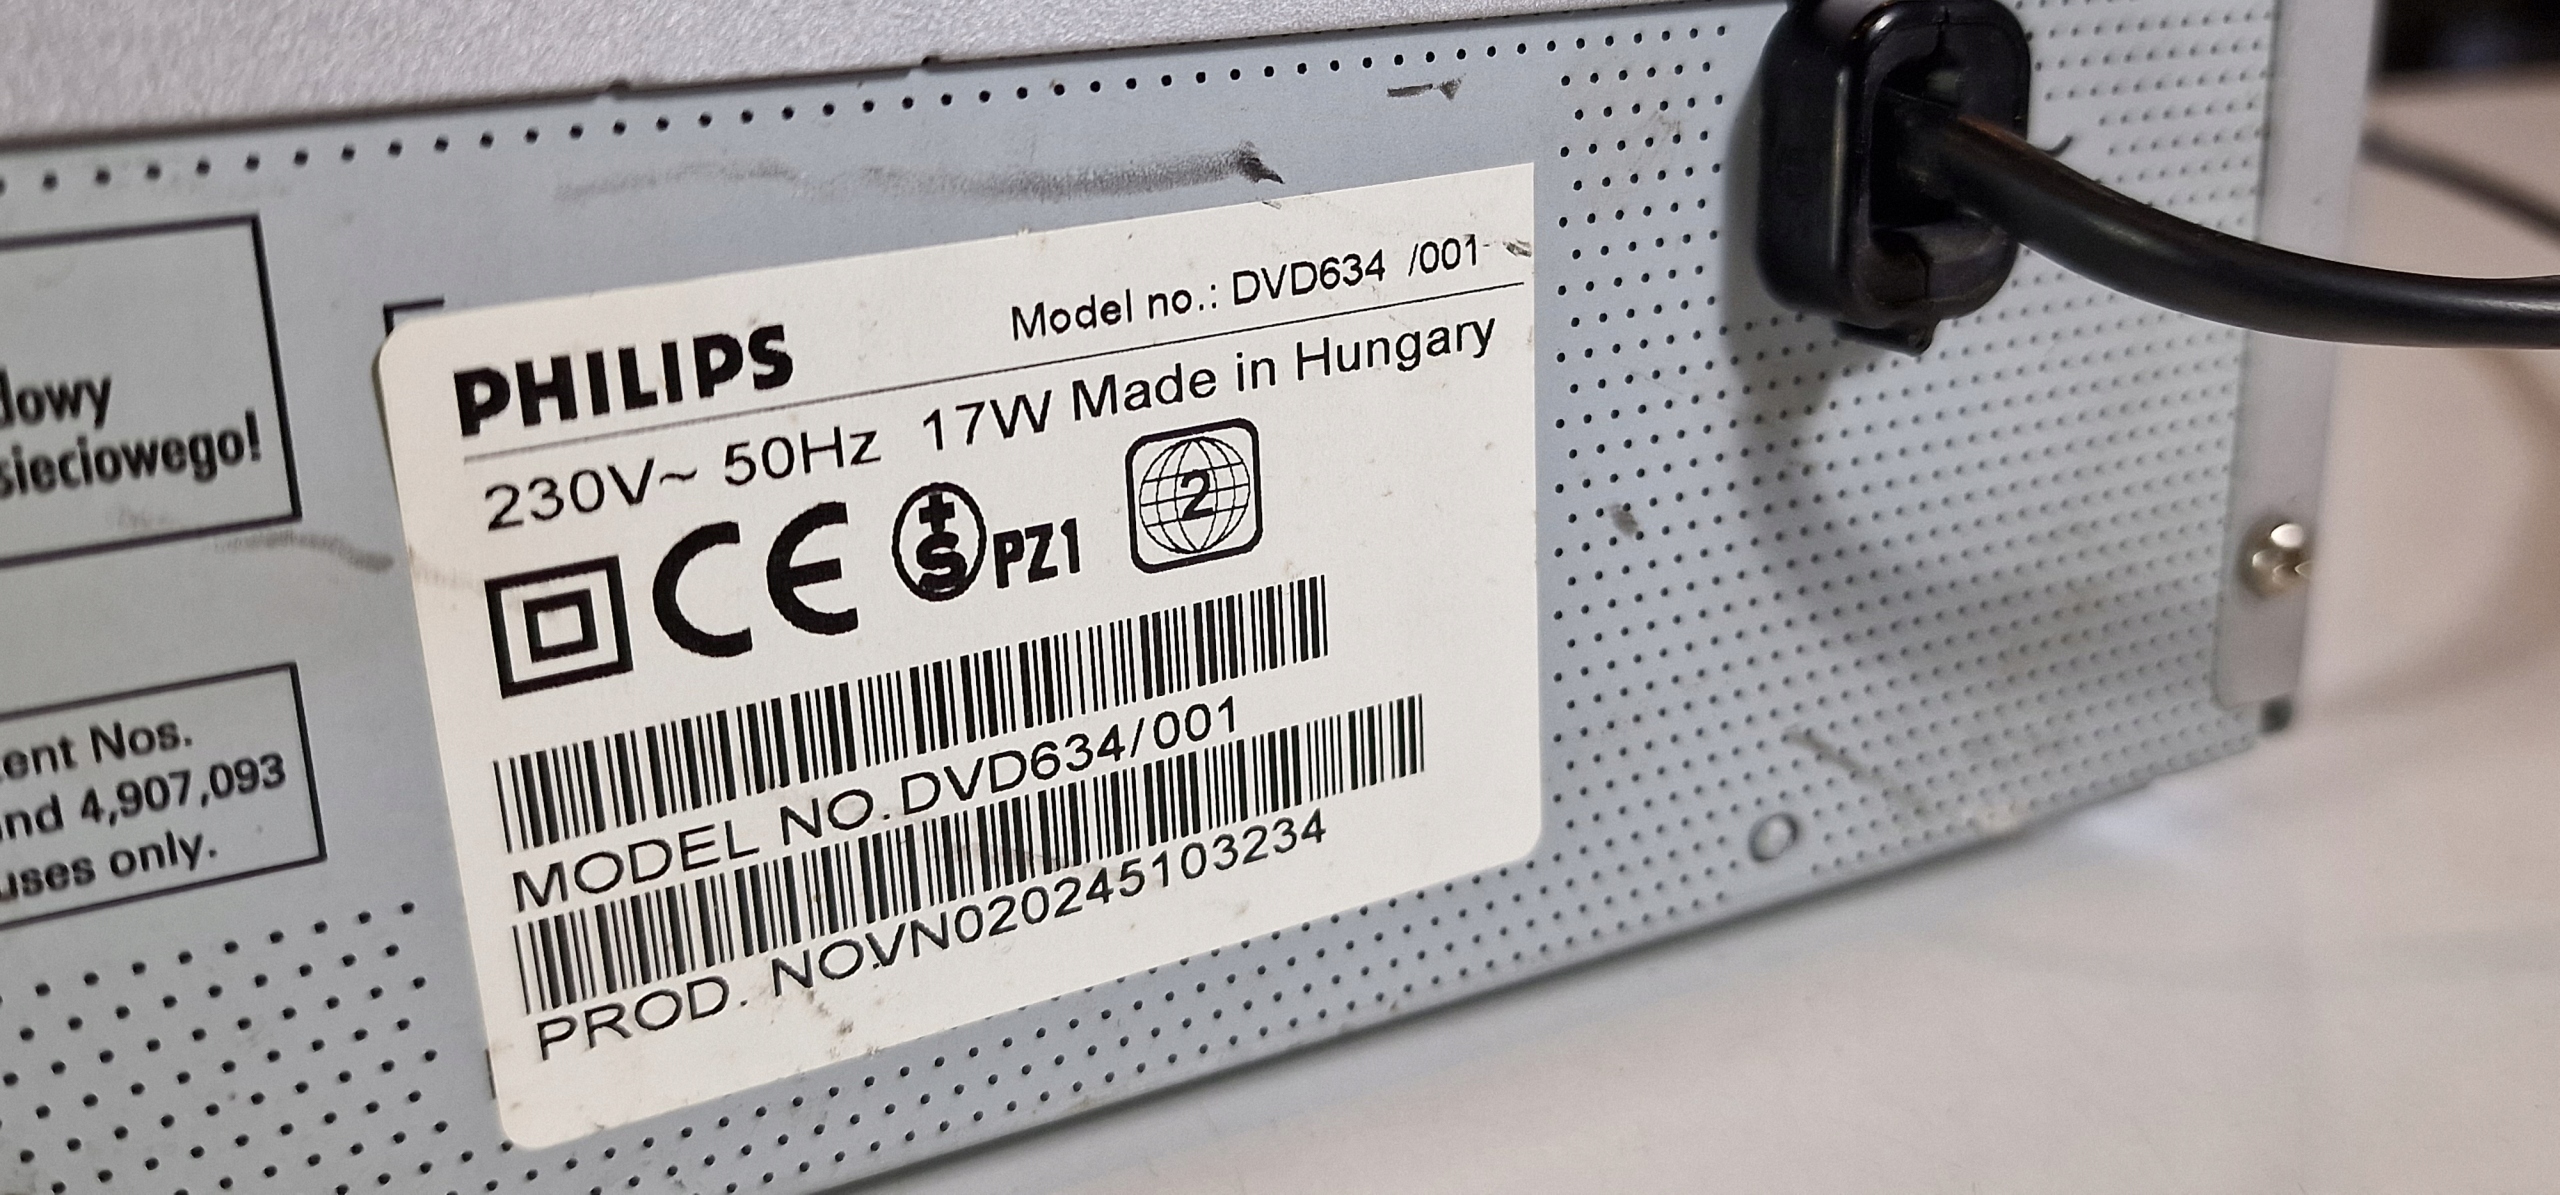 dowy
sieciowego!
ent Nos.
and 4,907,093
uses only.
PHILIPS
Model no.: DVD634 /001
230V~ 50Hz 17W Made in Hungary
CE
+
S
PZ1
2
MODEL NO.DVD634/001
PROD. NO.VN020245103234